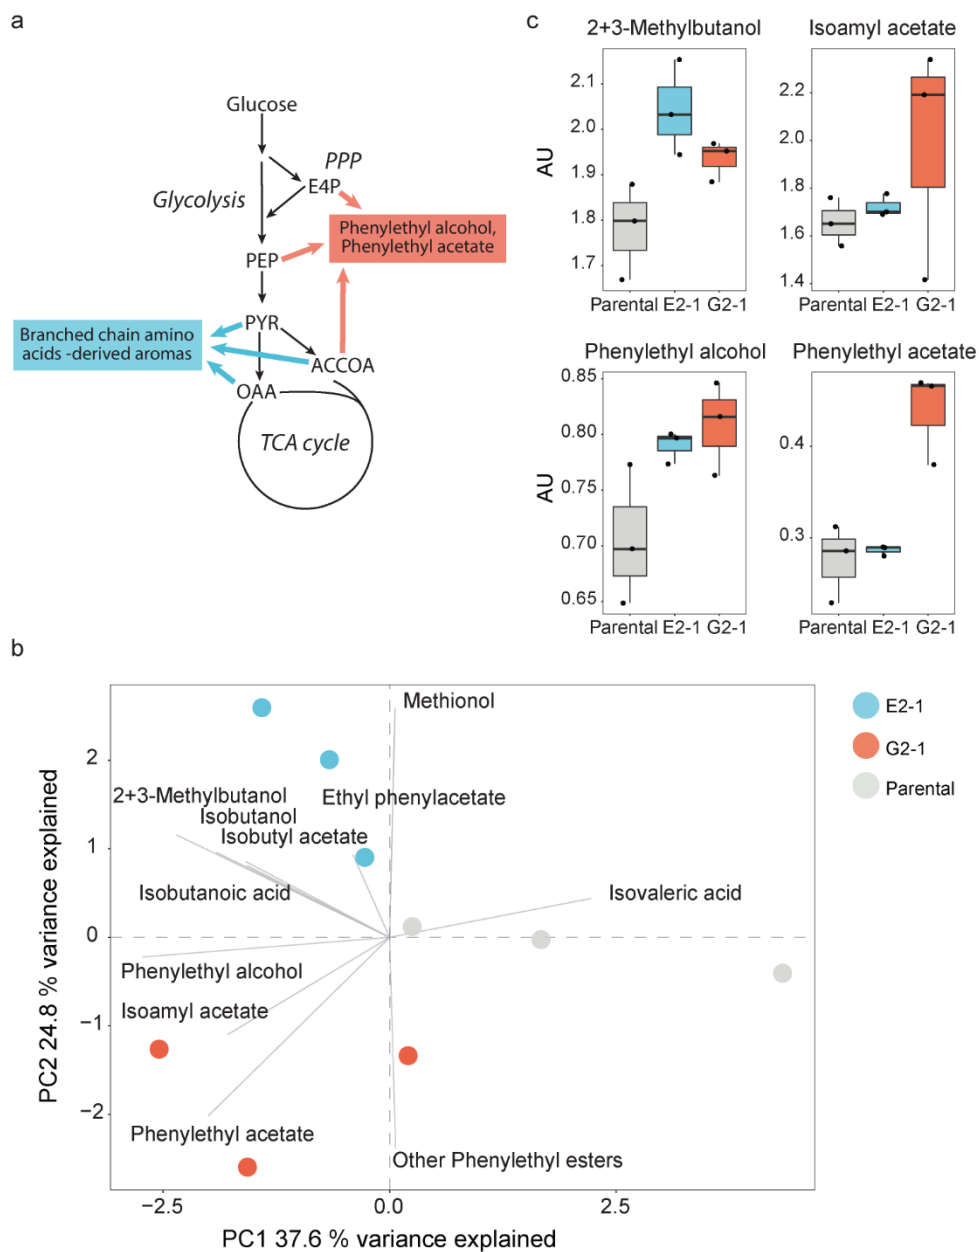 a
Glucose
PPP
E4P
Glycolysis
Phenylethyl alcohol,
Phenylethyl acetate
PEP
PYR
Branched chain amino
acids -derived aromas
ACCOA
OAA
TCA cycle
c
2+3-Methylbutanol
AU
2.1
2.0
1.9
1.8
1.7
Parental E2-1 G2-1
Isoamyl acetate
2.2
2.0
1.8
1.6
1.4
Parental E2-1 G2-1
Phenylethyl alcohol
AU
0.85
0.80
0.75
0.70
0.65
Parental E2-1 G2-1
Phenylethyl acetate
0.4
0.3
Parental E2-1 G2-1
b
Methionol
2+3-Methylbutanol
Ethyl phenylacetate
Isobutanol
Isobutyl acetate
Isobutanoic acid
Isovaleric acid
Phenylethyl alcohol
Isoamyl acetate
Phenylethyl acetate
Other Phenylethyl esters
PC2 24.8 % variance explained
2
1
0
−1
−2
−2.5
0.0
2.5
PC1 37.6 % variance explained
E2-1
G2-1
Parental